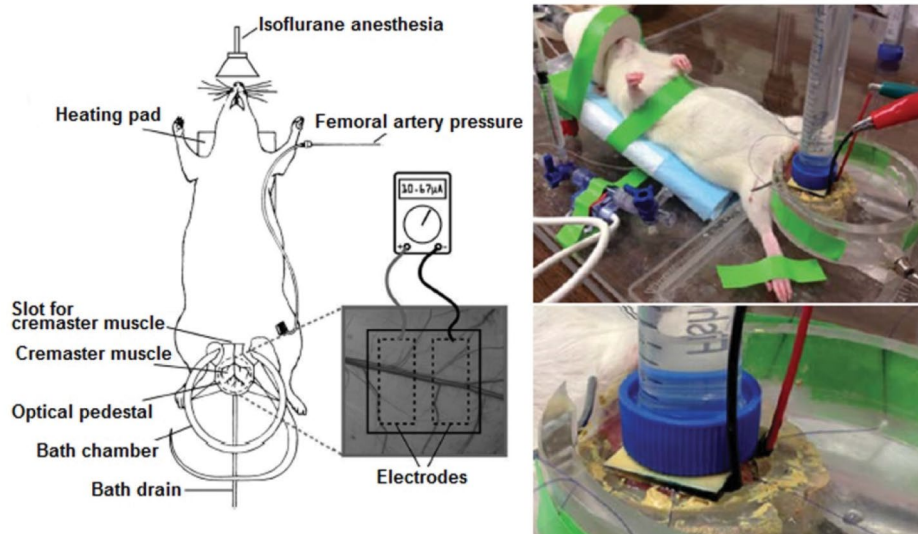 Isoflurane anesthesia
Heating pad
Femoral artery pressure
10-67µA
+
-
Slot for
cremaster muscle
Cremaster muscle
Optical pedestal
Bath chamber
Bath drain
Electrodes